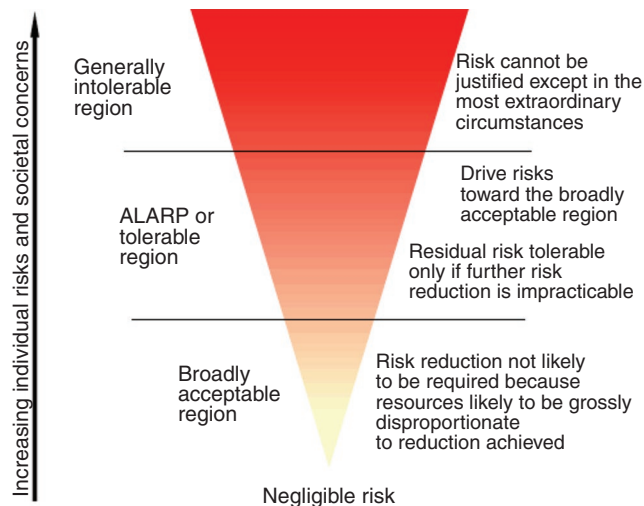 Increasing individual risks and societal concerns
Generally
intolerable
region
Risk cannot be
justified except in the
most extraordinary
circumstances
ALARP or
tolerable
region
Drive risks
toward the broadly
acceptable region
Residual risk tolerable
only if further risk
reduction is impracticable
Broadly
acceptable
region
Risk reduction not likely
to be required because
resources likely to be grossly
disproportionate
to reduction achieved
Negligible risk